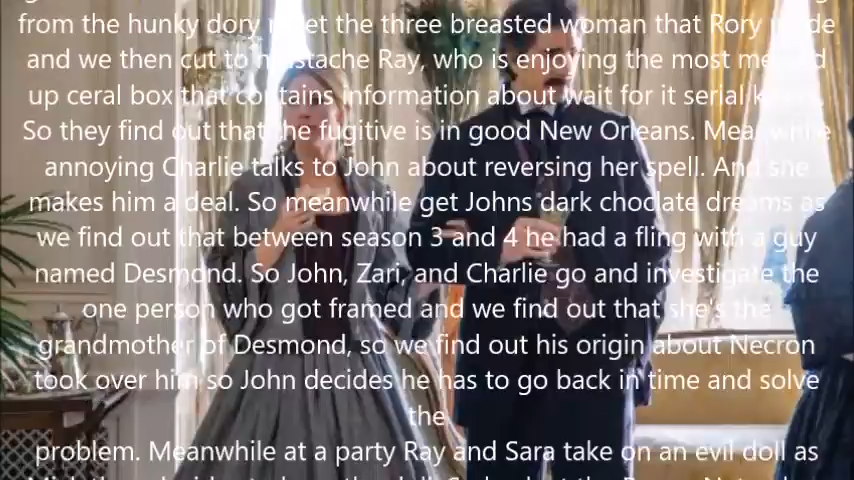 from the hunky dory meet the three breasted woman that Rory made
and we then cut to mustache Ray, who is enjoying the most messed
up ceral box that contains information about wait for it serial
So they find out that the fugitive is in good New Orleans. Meanwhile
annoying Charlie talks to John about reversing her spell. And she
makes him a deal. So meanwhile get Johns dark choclate dreams as
we find out that between season 3 and 4 he had a fling with a guy
named Desmond. So John, Zari, and Charlie go and investigate the
one person who got framed and we find out that she's the
grandmother of Desmond, so we find out his origin about Necron
took over him so John decides he has to go back in time and solve
the
problem. Meanwhile at a party Ray and Sara take on an evil doll as